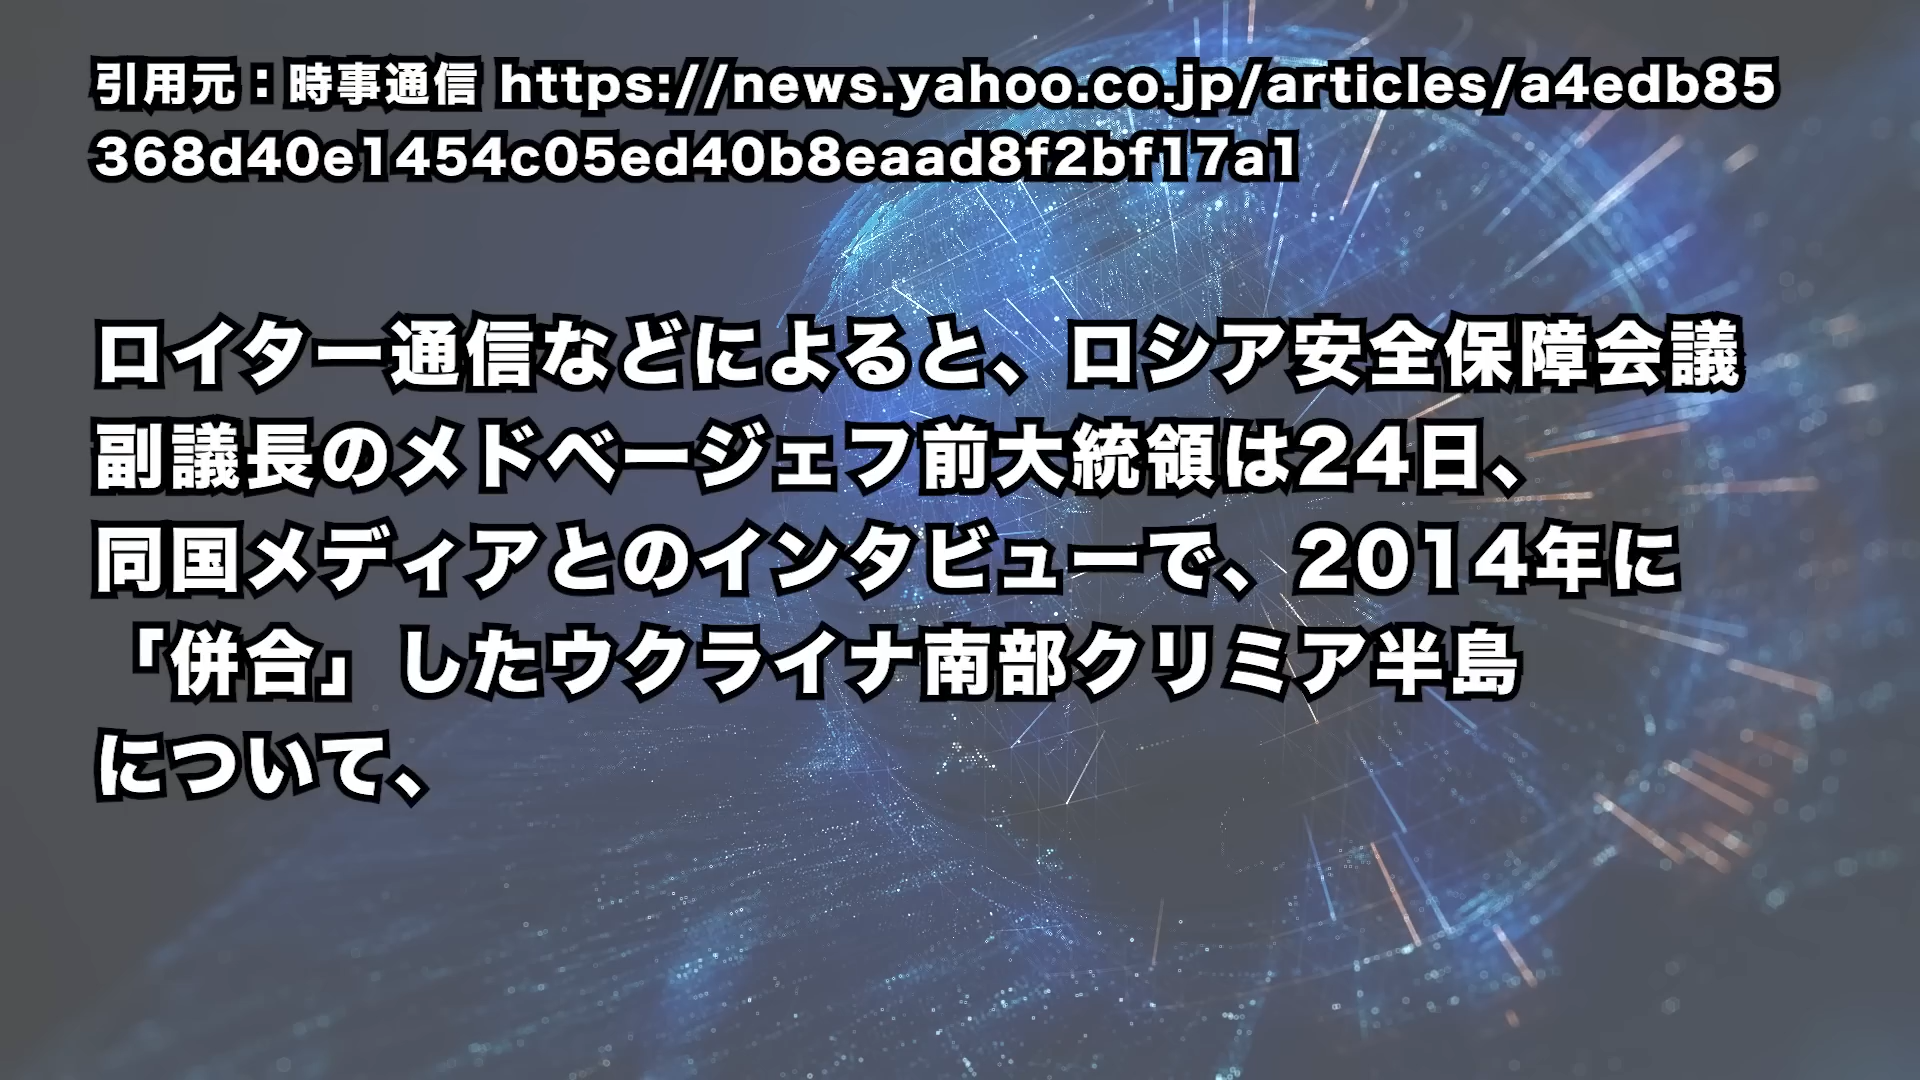 引用元：時事通信 https://news.yahoo.co.jp/articles/a4edb85
368d40e1454c05ed40b8eaad8f2bf17a1
ロイター通信などによると、ロシア安全保障会議
副議長のメドベージェフ前大統領は24日、
同国メディアとのインタビューで、2014年に
「併合」したウクライナ南部クリミア半島
について、